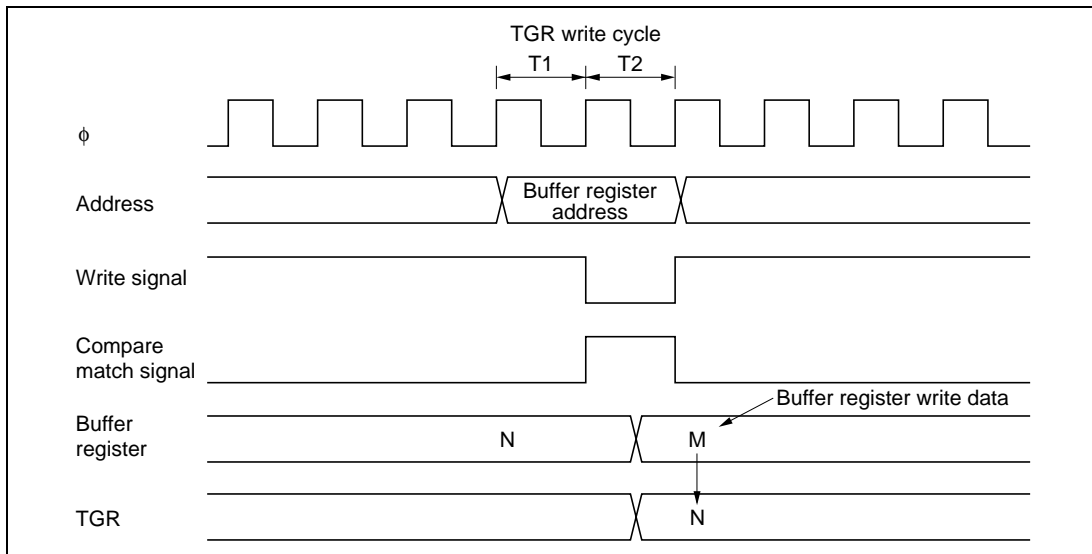 TGR write cycle
T1 T2
ϕ
Address
Buffer register
address
Write signal
Compare
match signal
Buffer register write data
Buffer
register
N M
TGR
N